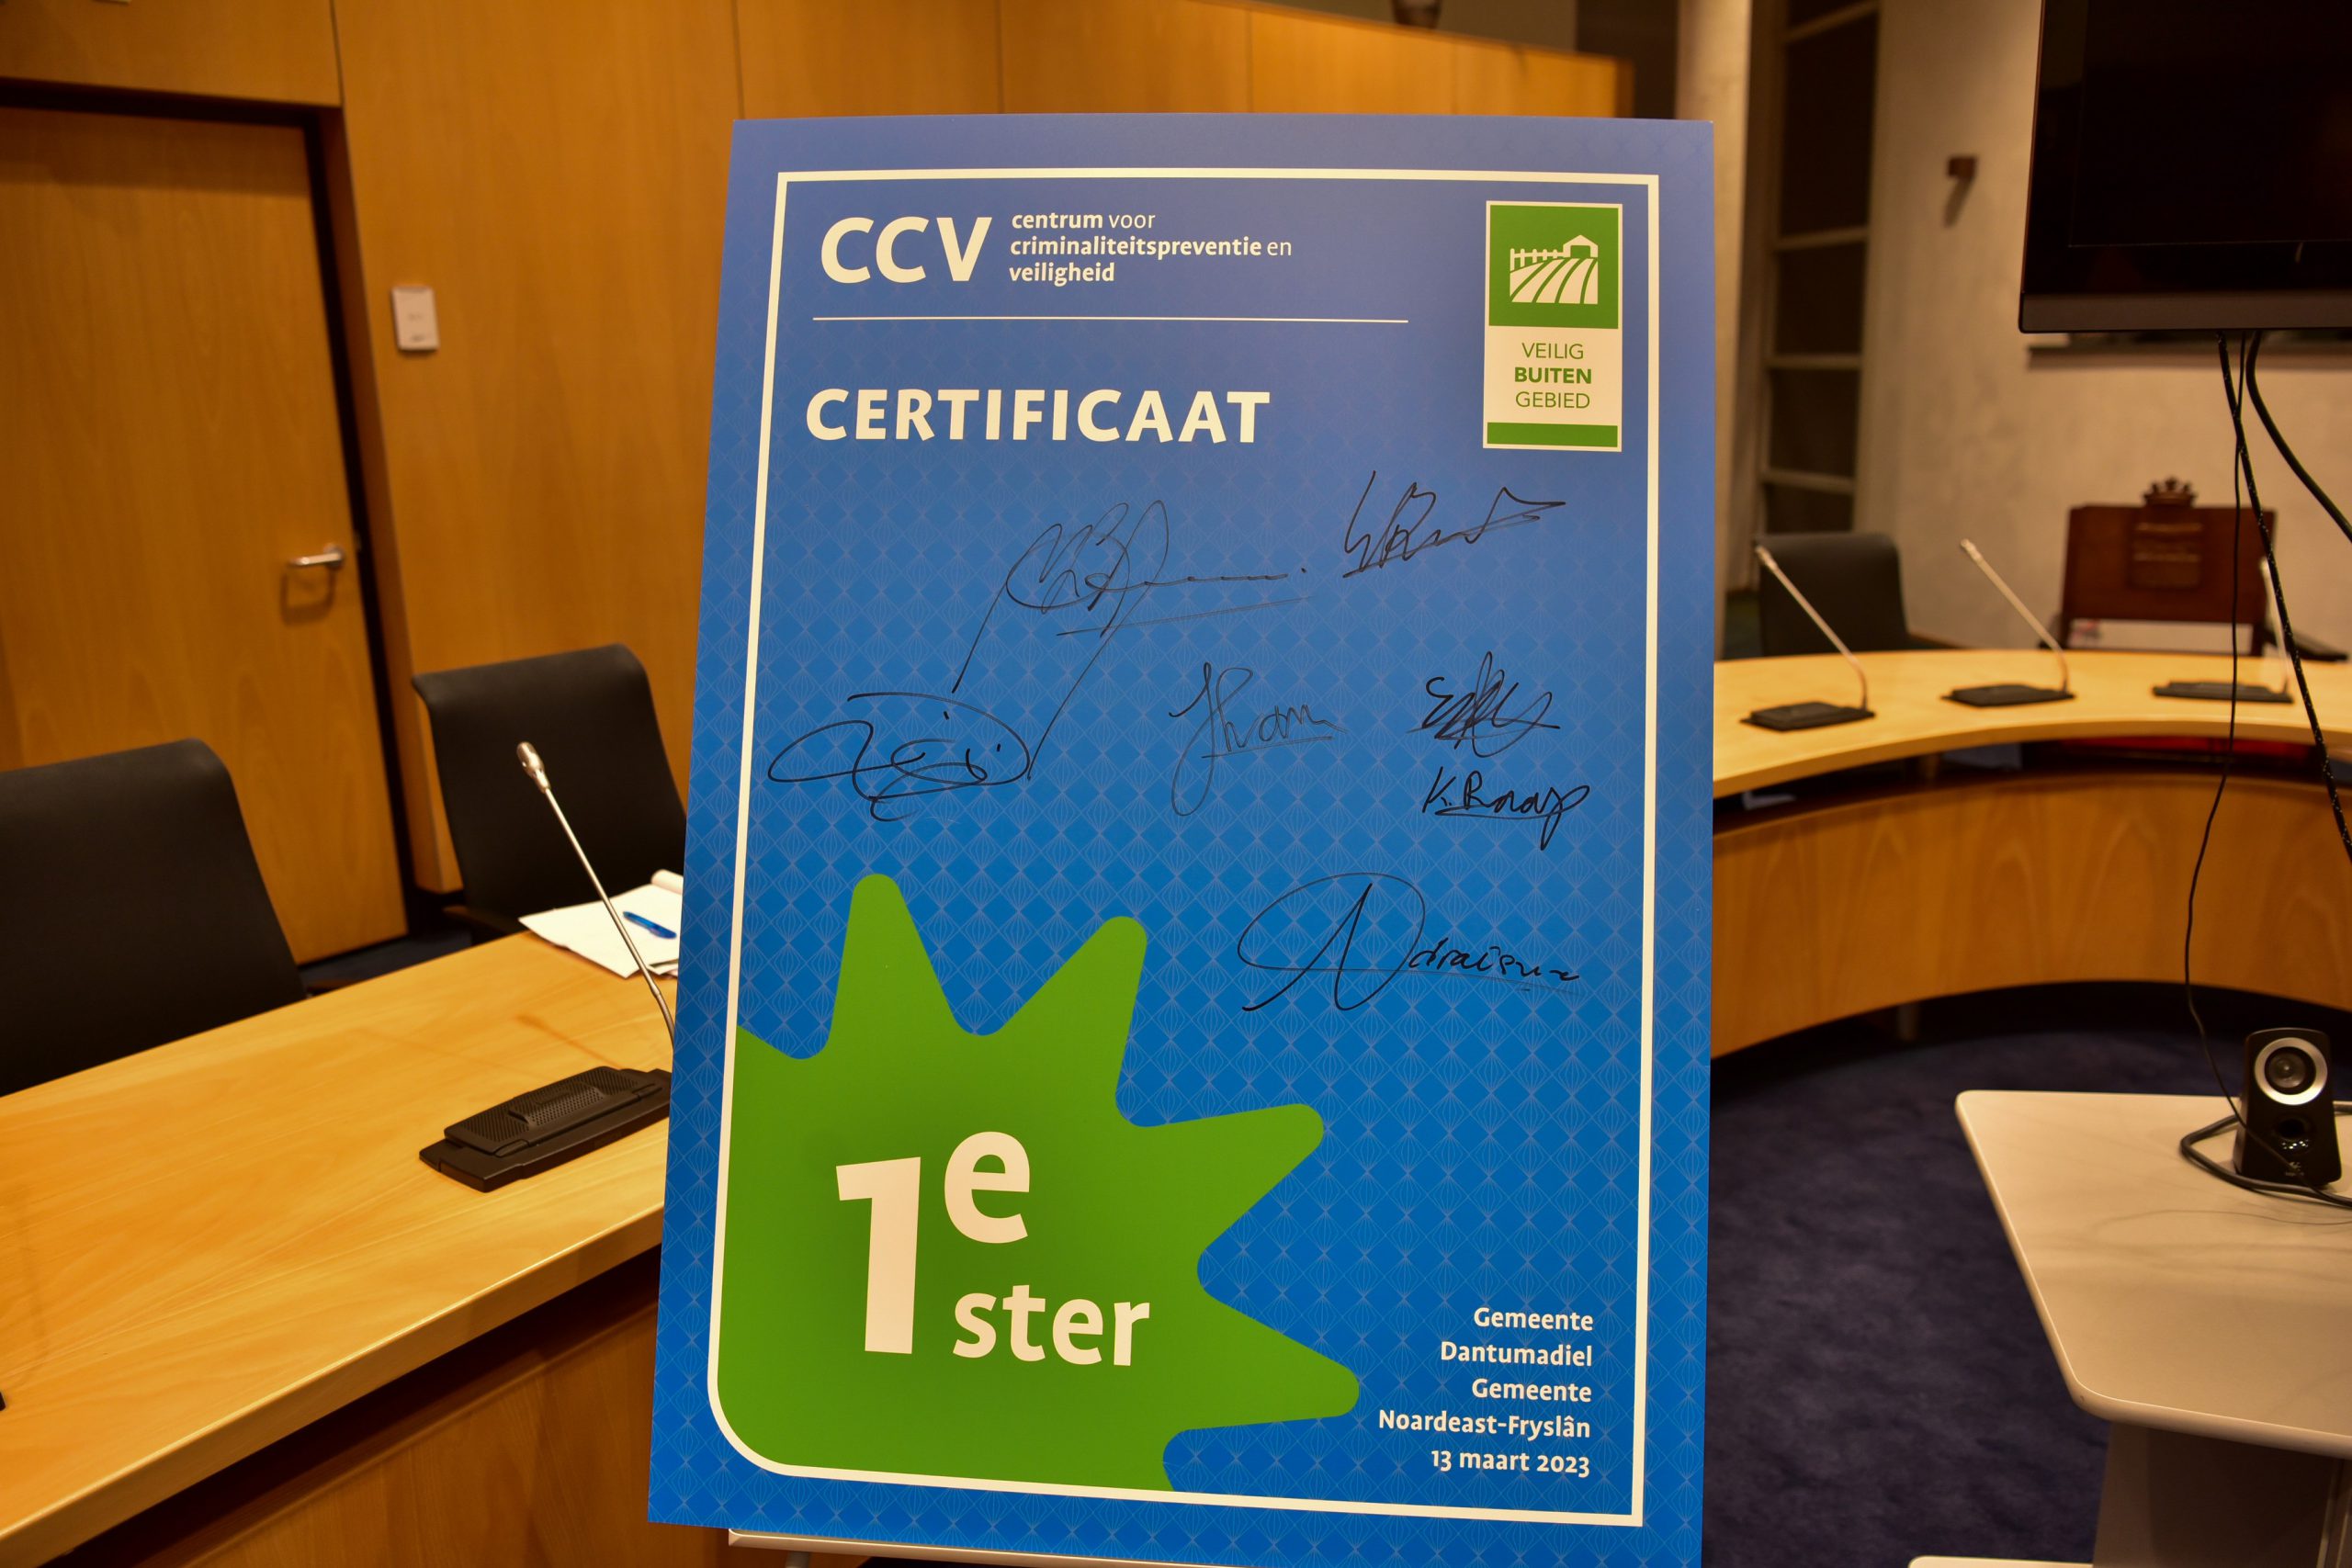 CCV
centrum voor
criminaliteitspreventie en
veiligheid
VEILIG
BUITEN
GEBIED
CERTIFICAAT
K. Raap
1e
ster
Gemeente
Dantumadiel
Gemeente
Noardeast-Fryslân
13 maart 2023